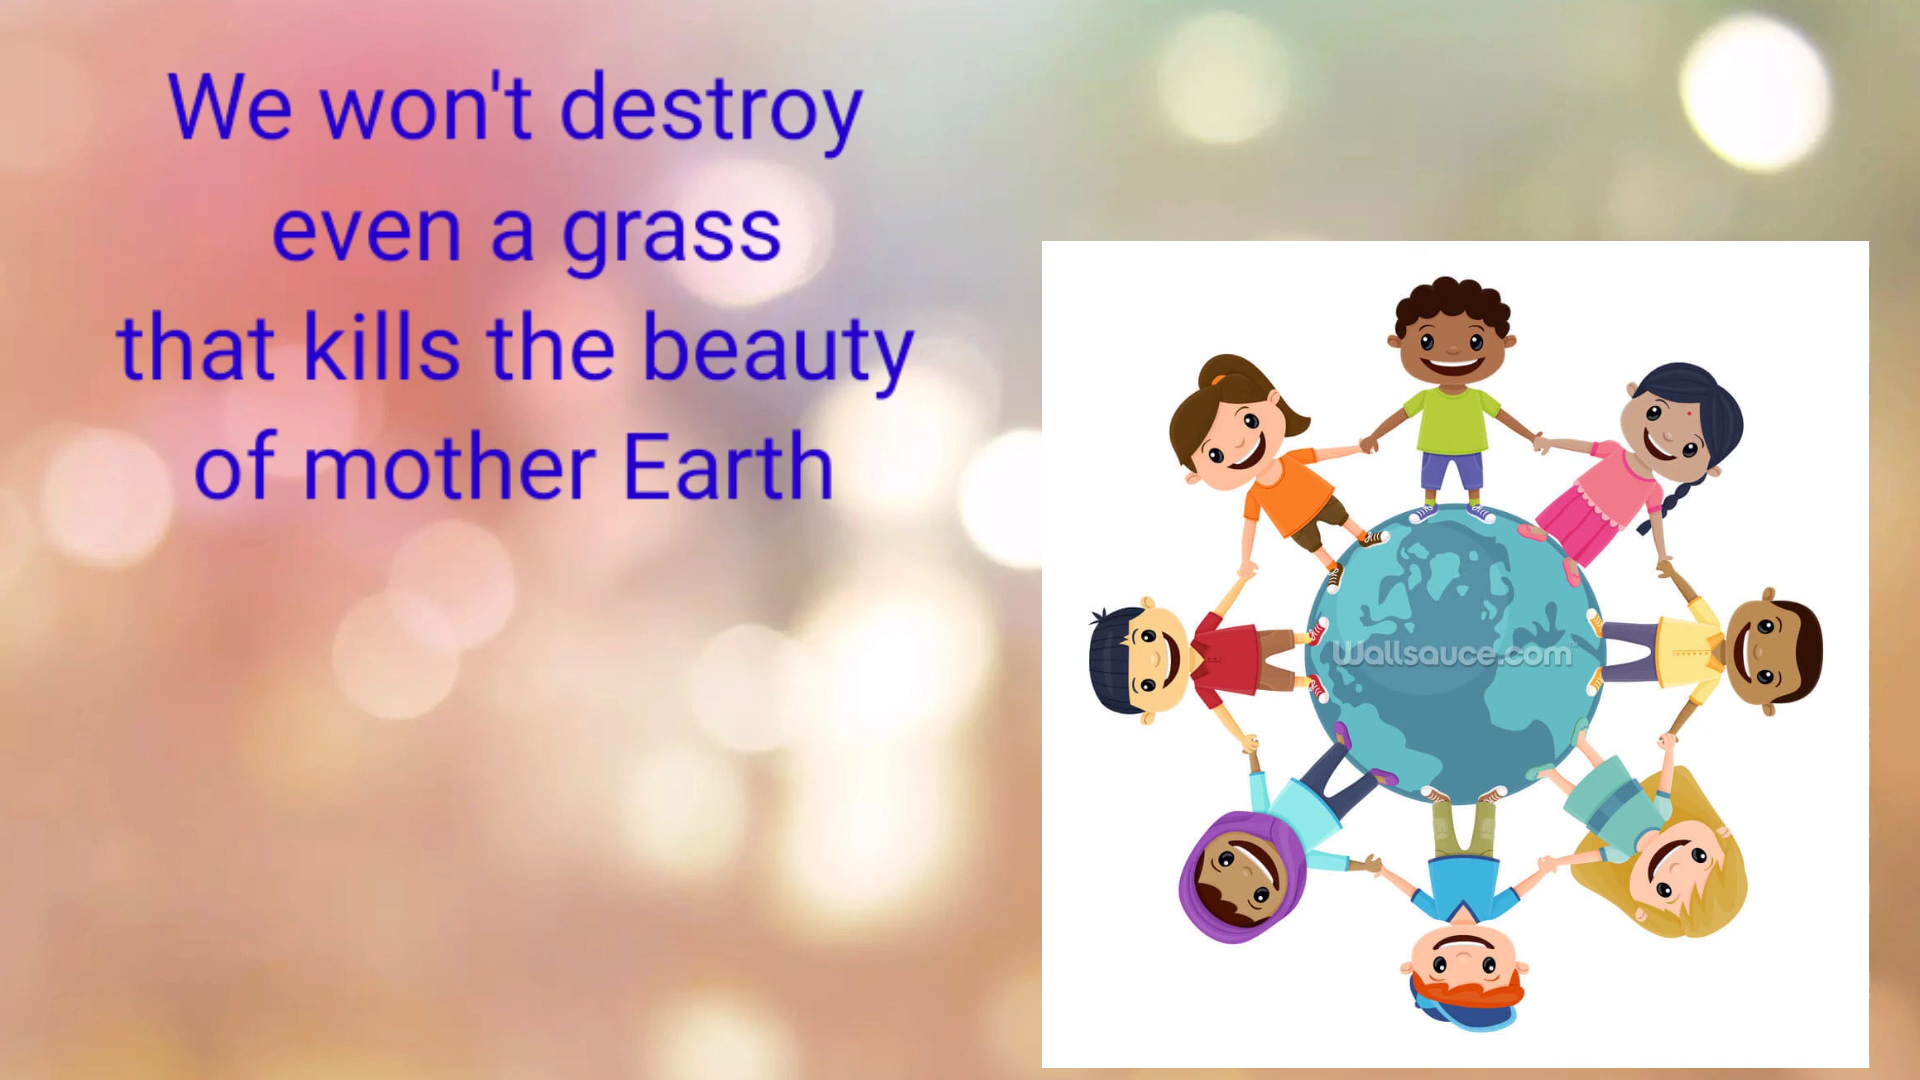 We won't destroy
even a grass
that kills the beauty
of mother Earth
Wallsauce.com